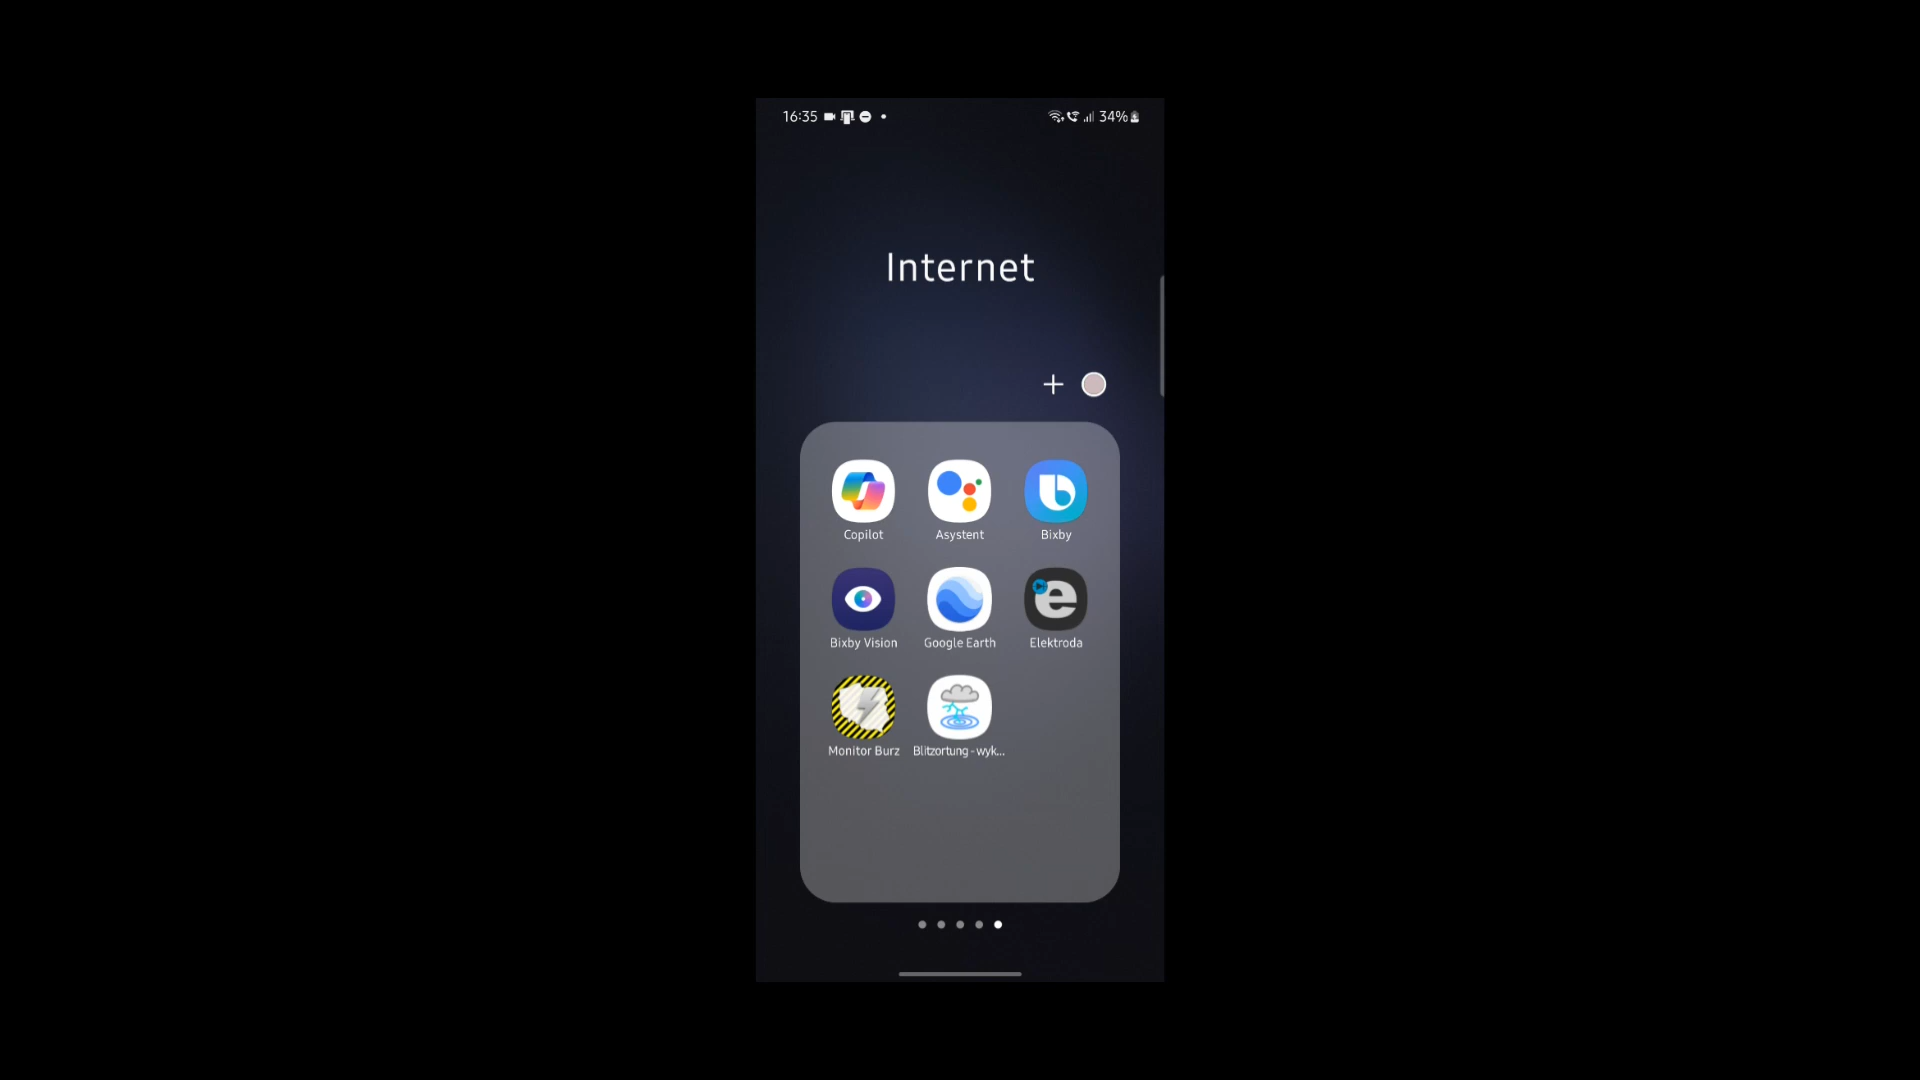 16:35 34%
Internet
Copilot Asystent Bixby
Bixby Vision Google Earth Elektroda
Monitor Burz Blitzortung - wyk...